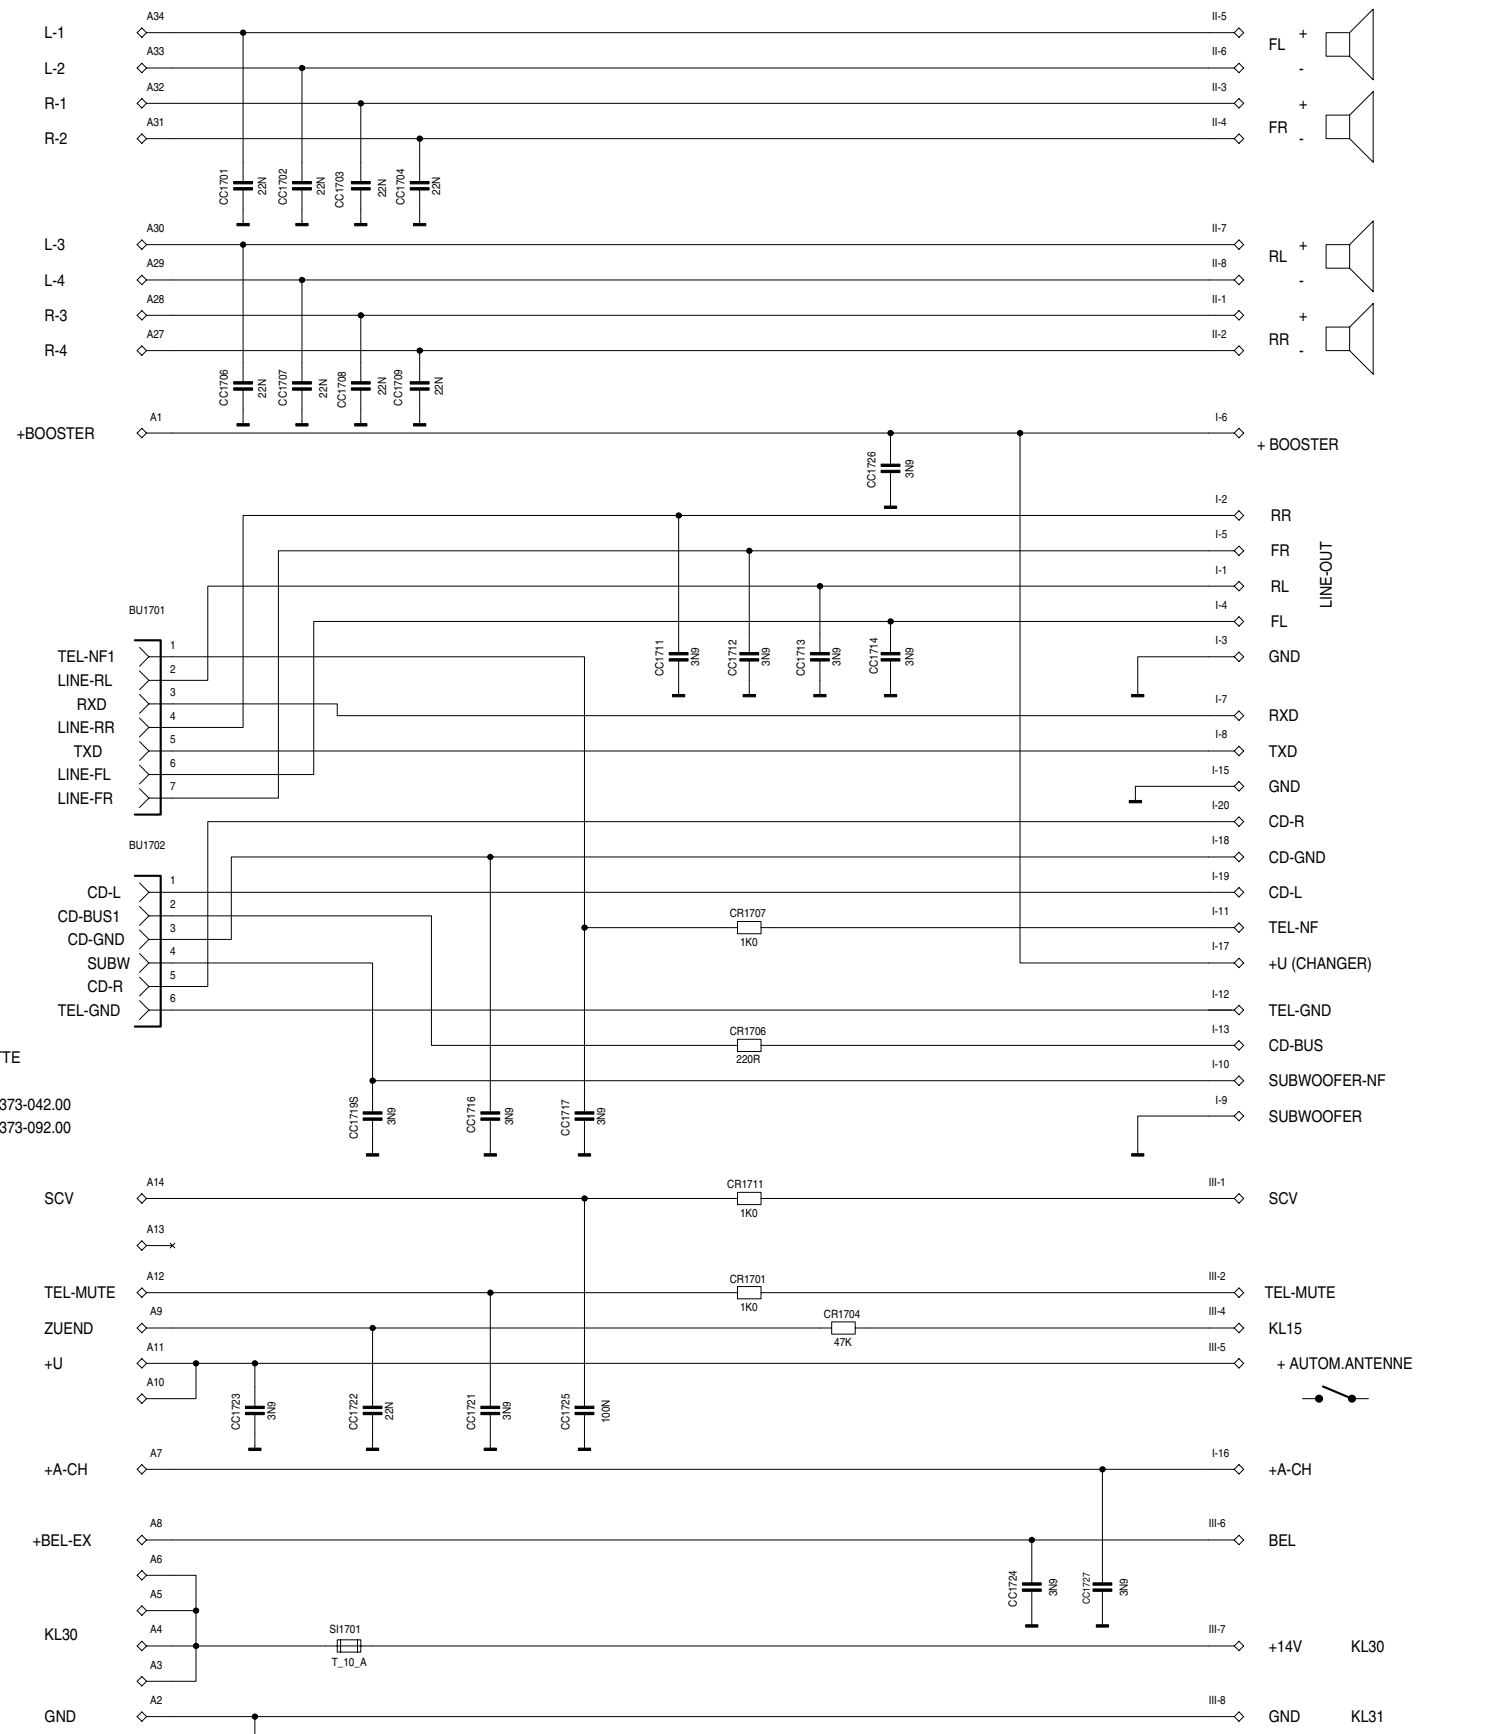 A34 II-5
L-1 FL +
A33 II-6
L-2 -
A32 II-3
R-1 +
A31 II-4 FR
R-2 -
CC1701 22N CC1702 22N CC1703 22N CC1704 22N
A30 II-7
L-3 RL +
A29 II-8
L-4 -
A28 II-1
R-3 +
A27 II-2 RR
R-4 -
CC1706 22N CC1707 22N CC1708 22N CC1709 22N
A1 I-6
+BOOSTER + BOOSTER
CC1726 3N9
I-2
RR
I-5
FR
I-1
RL
LINE-OUT
I-4
BU1701 FL
CC1711 3N9 CC1712 3N9 CC1713 3N9 CC1714 3N9
1 I-3
TEL-NF1 GND
2
LINE-RL
3 I-7
RXD RXD
4
LINE-RR
5 I-8
TXD TXD
6 I-15
LINE-FL GND
7 I-20
LINE-FR CD-R
BU1702 I-18
CD-GND
1 I-19
CD-L CD-L
2 CR1707 I-11
CD-BUS1 TEL-NF
3 1K0
CD-GND
4 I-17
SUBW +U (CHANGER)
5
CD-R
6 I-12
TEL-GND TEL-GND
CR1706 I-13
CD-BUS
220R
TTE
I-10
SUBWOOFER-NF
373-042.00
373-092.00
CC1719S 3N9 CC1716 3N9 CC1717 3N9
I-9
SUBWOOFER
A14 CR1711 III-1
SCV SCV
1K0
A13
A12 CR1701 III-2
TEL-MUTE TEL-MUTE
1K0
A9 CR1704 III-4
ZUEND KL15
47K
A11 III-5
+U + AUTOM.ANTENNE
A10
CC1723 3N9 CC1722 22N CC1721 3N9 CC1725 100N
A7 I-16
+A-CH +A-CH
A8 III-6
+BEL-EX BEL
A6
CC1724 3N9 CC1727 3N9
A5
A4 SI1701 III-7
KL30 +14V KL30
T_10_A
A3
A2 III-8
GND GND KL31